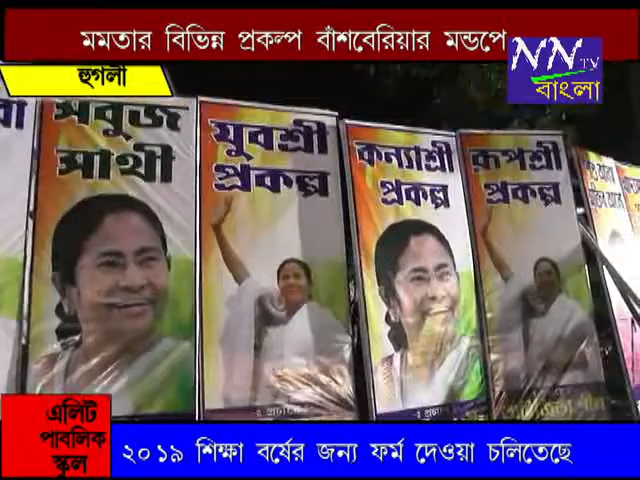 মমতার বিভিন্ন প্রকল্প বাঁশবেরিয়ার মন্ডপে
NN TV
বাংলা
হুগলী
সবুজ
সাথী
যুবশ্রী
প্রকল্প
কন্যাশ্রী
প্রকল্প
রূপশ্রী
প্রকল্প
এলিট
পাবলিক
স্কুল
২০১৯ শিক্ষা বর্ষের জন্য ফর্ম দেওয়া চলিতেছে